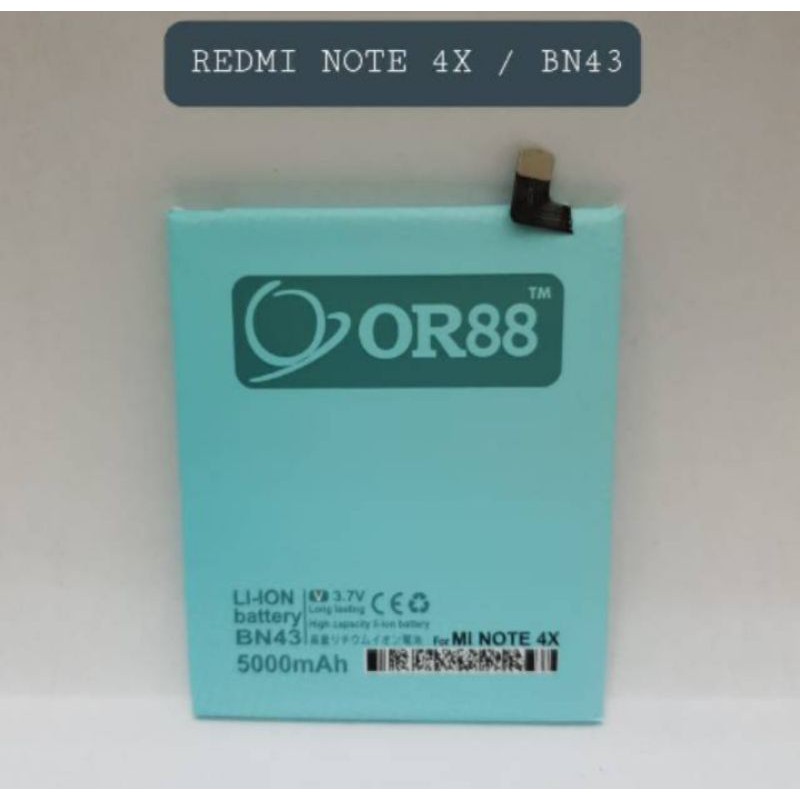 REDMI NOTE 4X / BN43
OR88™
LI-ION
battery
BN43
3.7V
Long lasting
CE
High capacity li-ion battery
For MI NOTE 4X
5000mAh